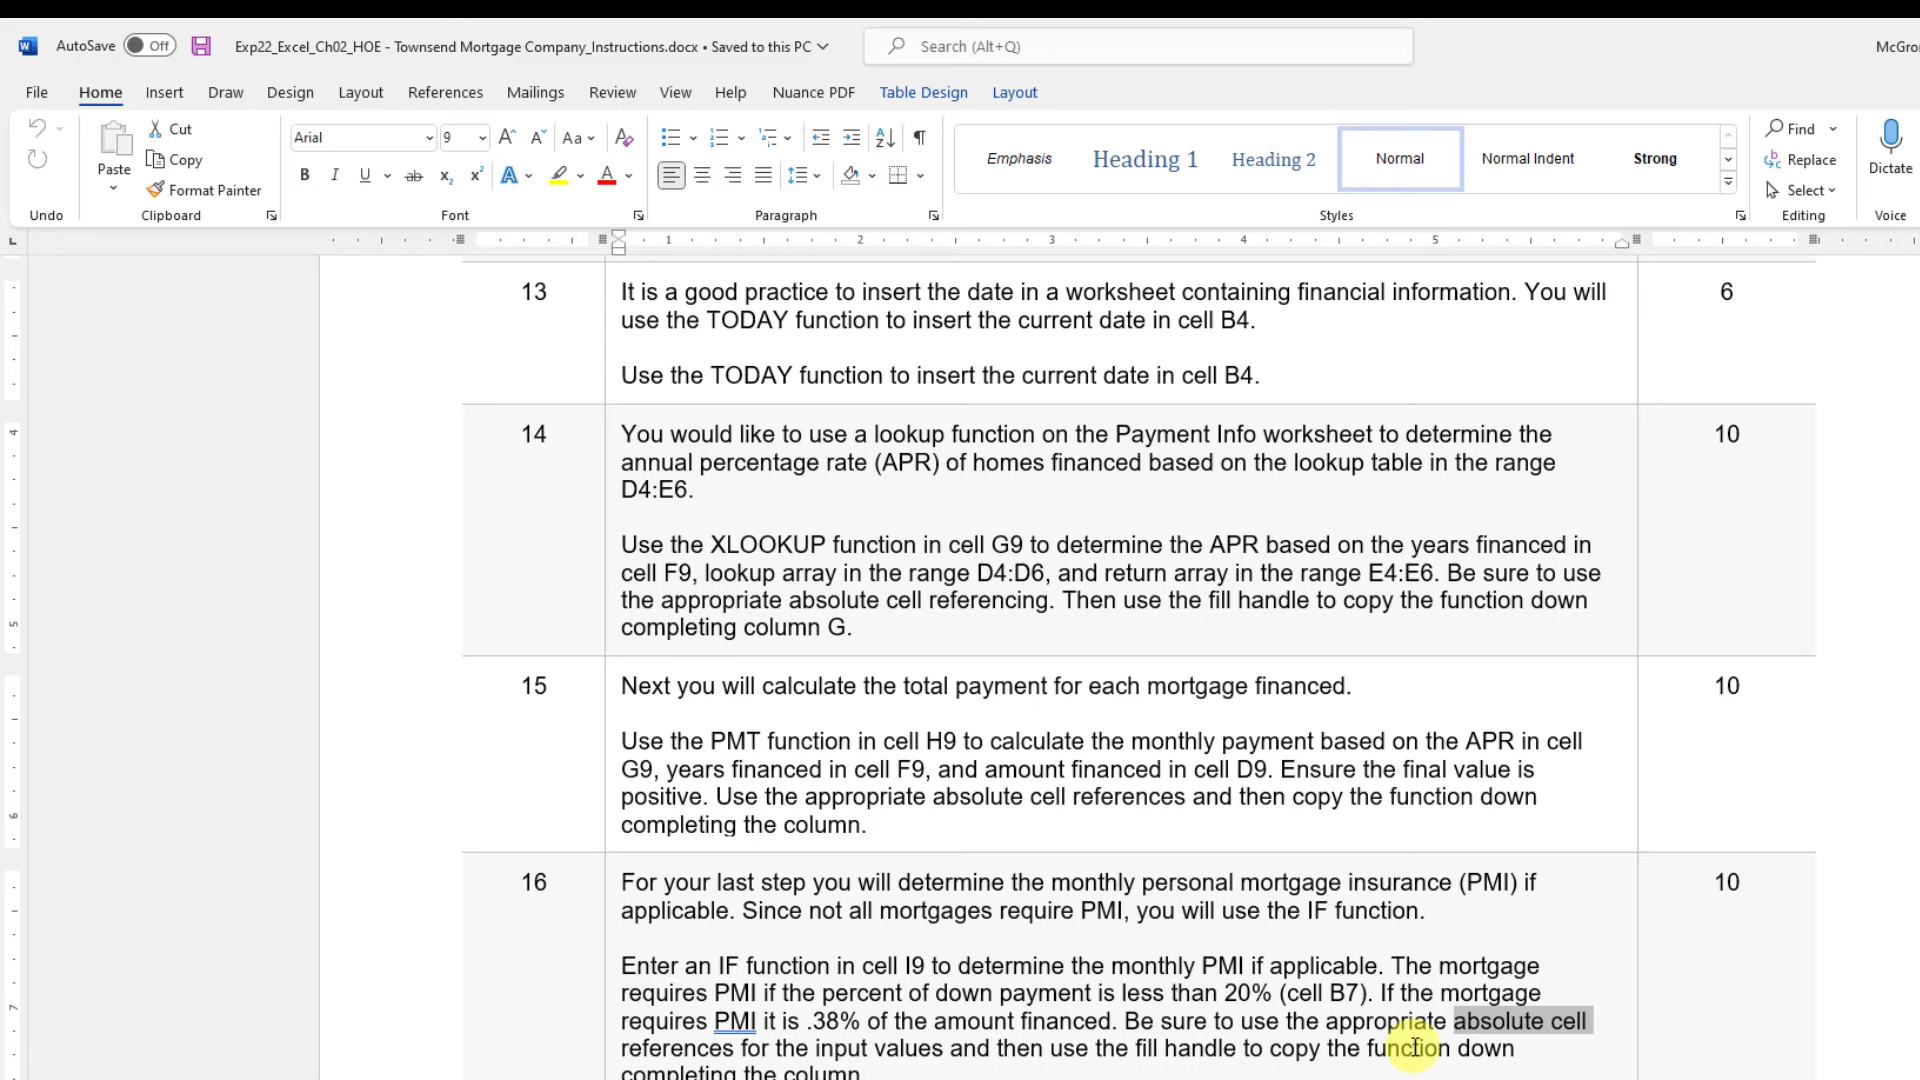 AutoSave Off Exp22_Excel_Ch02_HOE - Townsend Mortgage Company_Instructions.docx • Saved to this PC Search (Alt+Q) McGro
File Home Insert Draw Design Layout References Mailings Review View Help Nuance PDF Table Design Layout
Paste Cut Copy Format Painter
Arial 9 Aa
B I U ab x2 x2 A A
Emphasis Heading 1 Heading 2 Normal Normal Indent Strong
Find Replace Select
Dictate
Undo Clipboard Font Paragraph Styles Editing Voice
1 2 3 4 5
13 It is a good practice to insert the date in a worksheet containing financial information. You will 6
use the TODAY function to insert the current date in cell B4.
Use the TODAY function to insert the current date in cell B4.
14 You would like to use a lookup function on the Payment Info worksheet to determine the 10
annual percentage rate (APR) of homes financed based on the lookup table in the range
D4:E6.
Use the XLOOKUP function in cell G9 to determine the APR based on the years financed in
cell F9, lookup array in the range D4:D6, and return array in the range E4:E6. Be sure to use
the appropriate absolute cell referencing. Then use the fill handle to copy the function down
completing column G.
15 Next you will calculate the total payment for each mortgage financed. 10
Use the PMT function in cell H9 to calculate the monthly payment based on the APR in cell
G9, years financed in cell F9, and amount financed in cell D9. Ensure the final value is
positive. Use the appropriate absolute cell references and then copy the function down
completing the column.
16 For your last step you will determine the monthly personal mortgage insurance (PMI) if 10
applicable. Since not all mortgages require PMI, you will use the IF function.
Enter an IF function in cell I9 to determine the monthly PMI if applicable. The mortgage
requires PMI if the percent of down payment is less than 20% (cell B7). If the mortgage
requires PMI it is .38% of the amount financed. Be sure to use the appropriate absolute cell
references for the input values and then use the fill handle to copy the function down
completing the column.
4
5
6
7